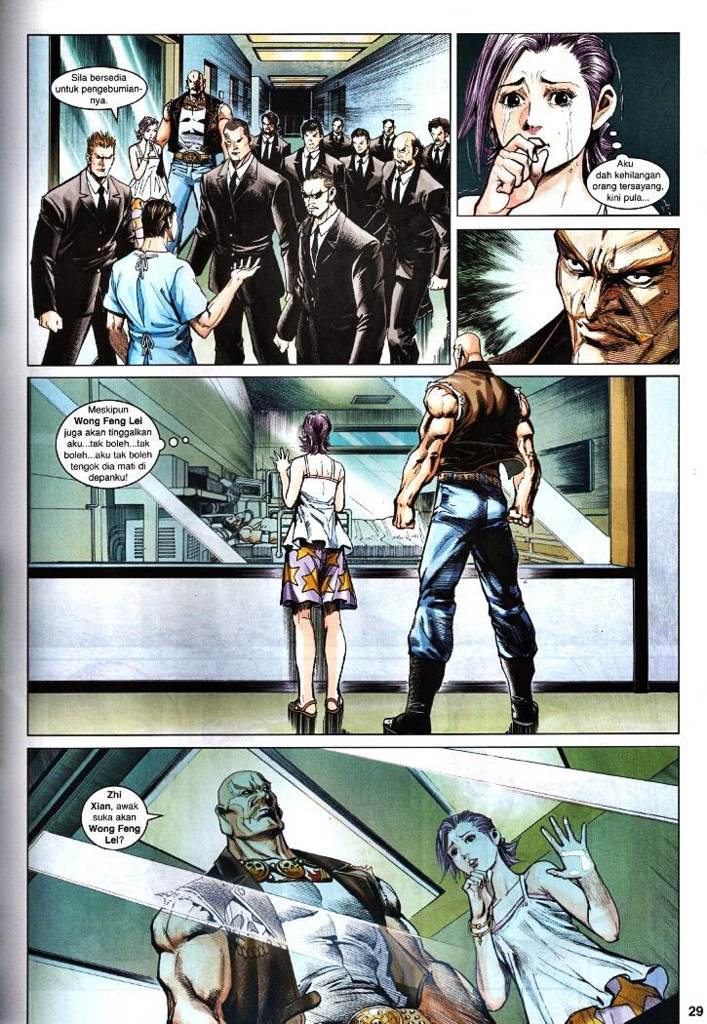 Sila bersedia
untuk pengebumian-
nya.
Aku
dah kehilangan
orang tersayang,
kini pula...
Meskipun
Wong Feng Lei
juga akan tinggalkan
aku...tak boleh...tak
boleh...aku tak boleh
tengok dia mati di
depanku!
Zhi
Xian, awak
suka akan
Wong Feng
Lei?
29